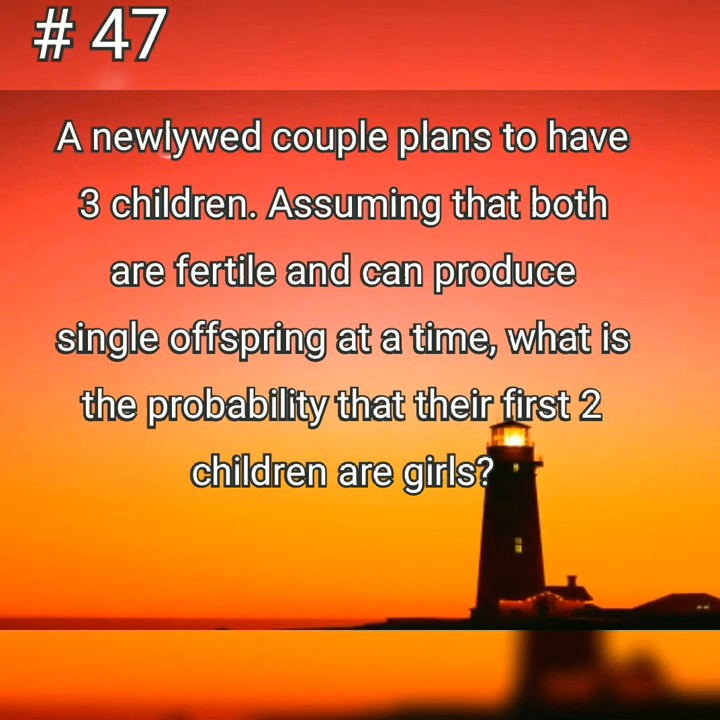 # 47
A newlywed couple plans to have
3 children. Assuming that both
are fertile and can produce
single offspring at a time, what is
the probability that their first 2
children are girls?